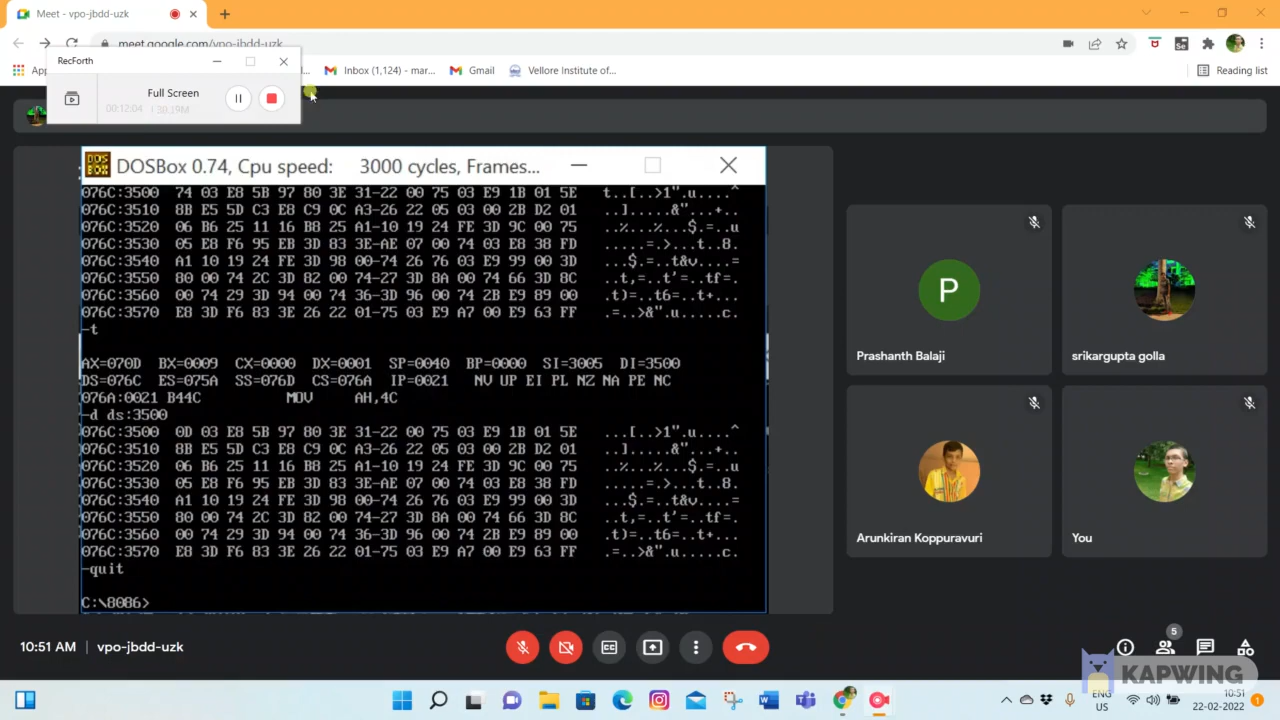 Meet - vpo-jbdd-uzk
meet.google.com/vpo-jbdd-uzk
RecForth
Inbox (1,124) - mar...
Gmail
Vellore Institute of...
Reading list
Full Screen
00:12:04 30.19M
DOSBox 0.74, Cpu speed: 3000 cycles, Frames...
076C:3500 74 03 E8 5B 97 80 3E 31-22 00 75 03 E9 1B 01 5E t..[..>1".u....^
076C:3510 8B E5 5D C3 E8 C9 0C A3-26 22 05 03 00 2B D2 01 ..].....&"...+..
076C:3520 06 B6 25 11 16 B8 25 A1-10 19 24 FE 3D 9C 00 75 ..%...%...$.=..u
076C:3530 05 E8 F6 95 EB 3D 83 3E-AE 07 00 74 03 E8 38 FD .....=.>...t..8.
076C:3540 A1 10 19 24 FE 3D 98 00-74 26 76 03 E9 99 00 3D ...$.=..t&v....=
076C:3550 80 00 74 2C 3D 82 00 74-27 3D 8A 00 74 66 3D 8C ..t,=..t'=..tf=.
076C:3560 00 74 29 3D 94 00 74 36-3D 96 00 74 2B E9 89 00 .t)=..t6=..t+...
076C:3570 E8 3D F6 83 3E 26 22 01-75 03 E9 A7 00 E9 63 FF .=..>&".u.....c.
-t
AX=070D BX=0009 CX=0000 DX=0001 SP=0040 BP=0000 SI=3005 DI=3500
DS=076C ES=075A SS=076D CS=076A IP=0021 NV UP EI PL NZ NA PE NC
076A:0021 B44C MOV AH,4C
-d ds:3500
076C:3500 0D 03 E8 5B 97 80 3E 31-22 00 75 03 E9 1B 01 5E ...[..>1".u....^
076C:3510 8B E5 5D C3 E8 C9 0C A3-26 22 05 03 00 2B D2 01 ..].....&"...+..
076C:3520 06 B6 25 11 16 B8 25 A1-10 19 24 FE 3D 9C 00 75 ..%...%...$.=..u
076C:3530 05 E8 F6 95 EB 3D 83 3E-AE 07 00 74 03 E8 38 FD .....=.>...t..8.
076C:3540 A1 10 19 24 FE 3D 98 00-74 26 76 03 E9 99 00 3D ...$.=..t&v....=
076C:3550 80 00 74 2C 3D 82 00 74-27 3D 8A 00 74 66 3D 8C ..t,=..t'=..tf=.
076C:3560 00 74 29 3D 94 00 74 36-3D 96 00 74 2B E9 89 00 .t)=..t6=..t+...
076C:3570 E8 3D F6 83 3E 26 22 01-75 03 E9 A7 00 E9 63 FF .=..>&".u.....c.
-quit
C:\8086>
P
Prashanth Balaji
srikargupta golla
Arunkiran Koppuravuri
You
10:51 AM | vpo-jbdd-uzk
5
KAPWING
ENG
US
10:51
22-02-2022
1